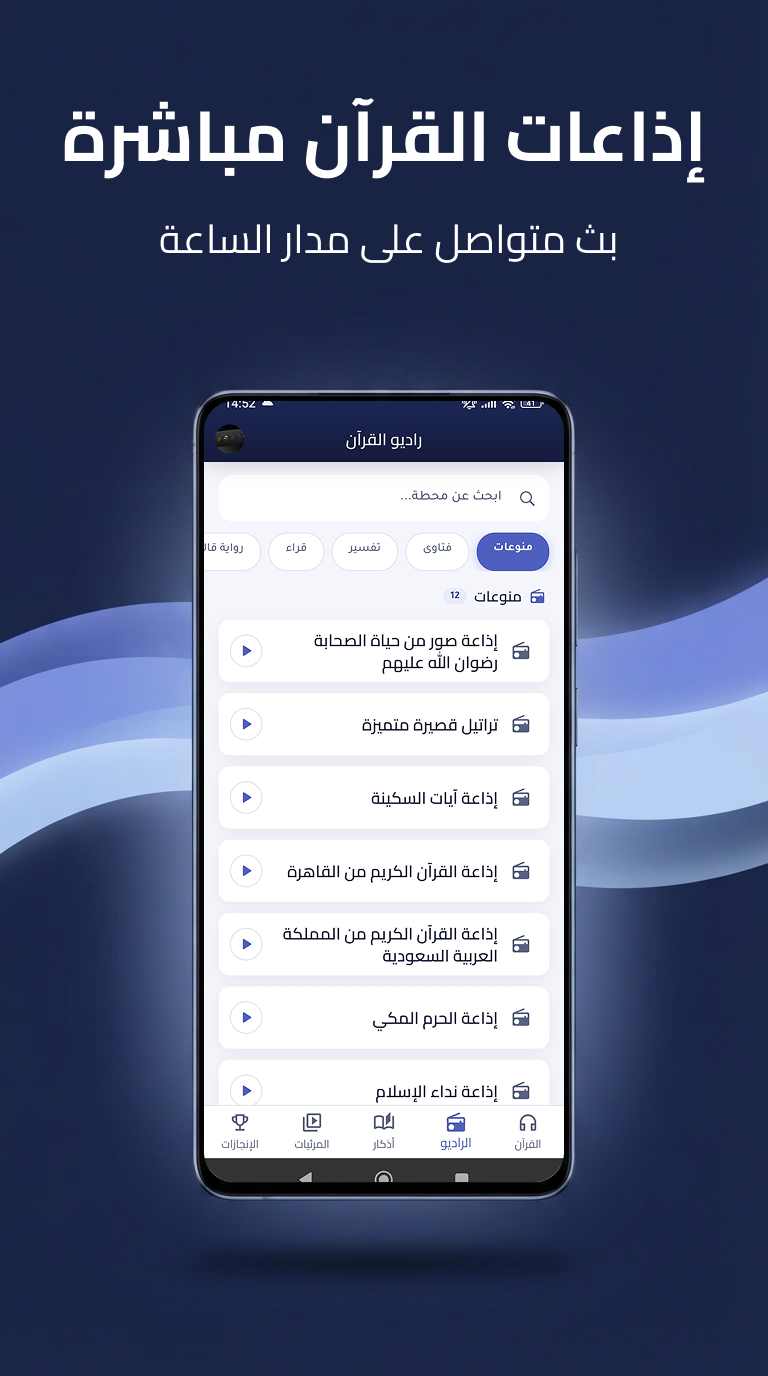 إذاعات القرآن مباشرة
بث متواصل على مدار الساعة
14:52
41
راديو القرآن
ابحث عن محطة...
منوعات
فتاوى
تفسير
قراء
رواية قال
منوعات 12
إذاعة صور من حياة الصحابة
رضوان الله عليهم
تراتيل قصيرة متميزة
إذاعة آيات السكينة
إذاعة القرآن الكريم من القاهرة
إذاعة القرآن الكريم من المملكة
العربية السعودية
إذاعة الحرم المكي
إذاعة نداء الإسلام
القرآن
الراديو
أذكار
المرئيات
الإنجازات